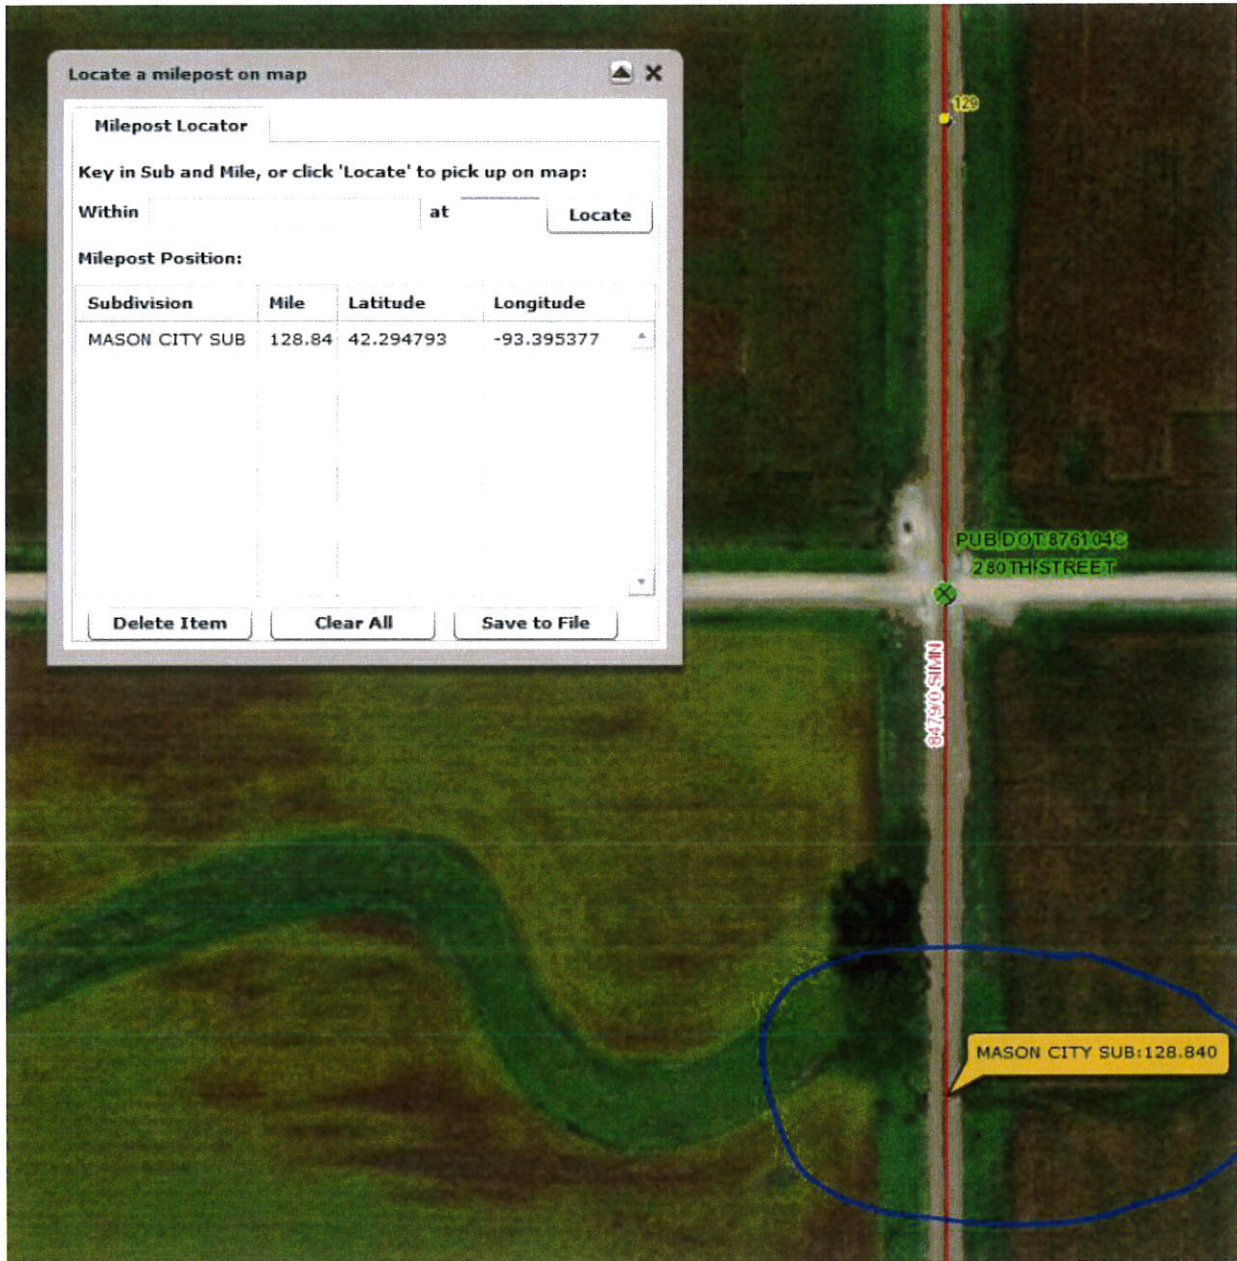 Locate a milepost on map
Milepost Locator
Key in Sub and Mile, or click 'Locate' to pick up on map:
Within at Locate
Milepost Position:
Subdivision Mile Latitude Longitude
MASON CITY SUB 128.84 42.294793 -93.395377
Delete Item Clear All Save to File
129
PUB DOT:876104C
280TH STREET
8479/0 SIMN
MASON CITY SUB:128.840